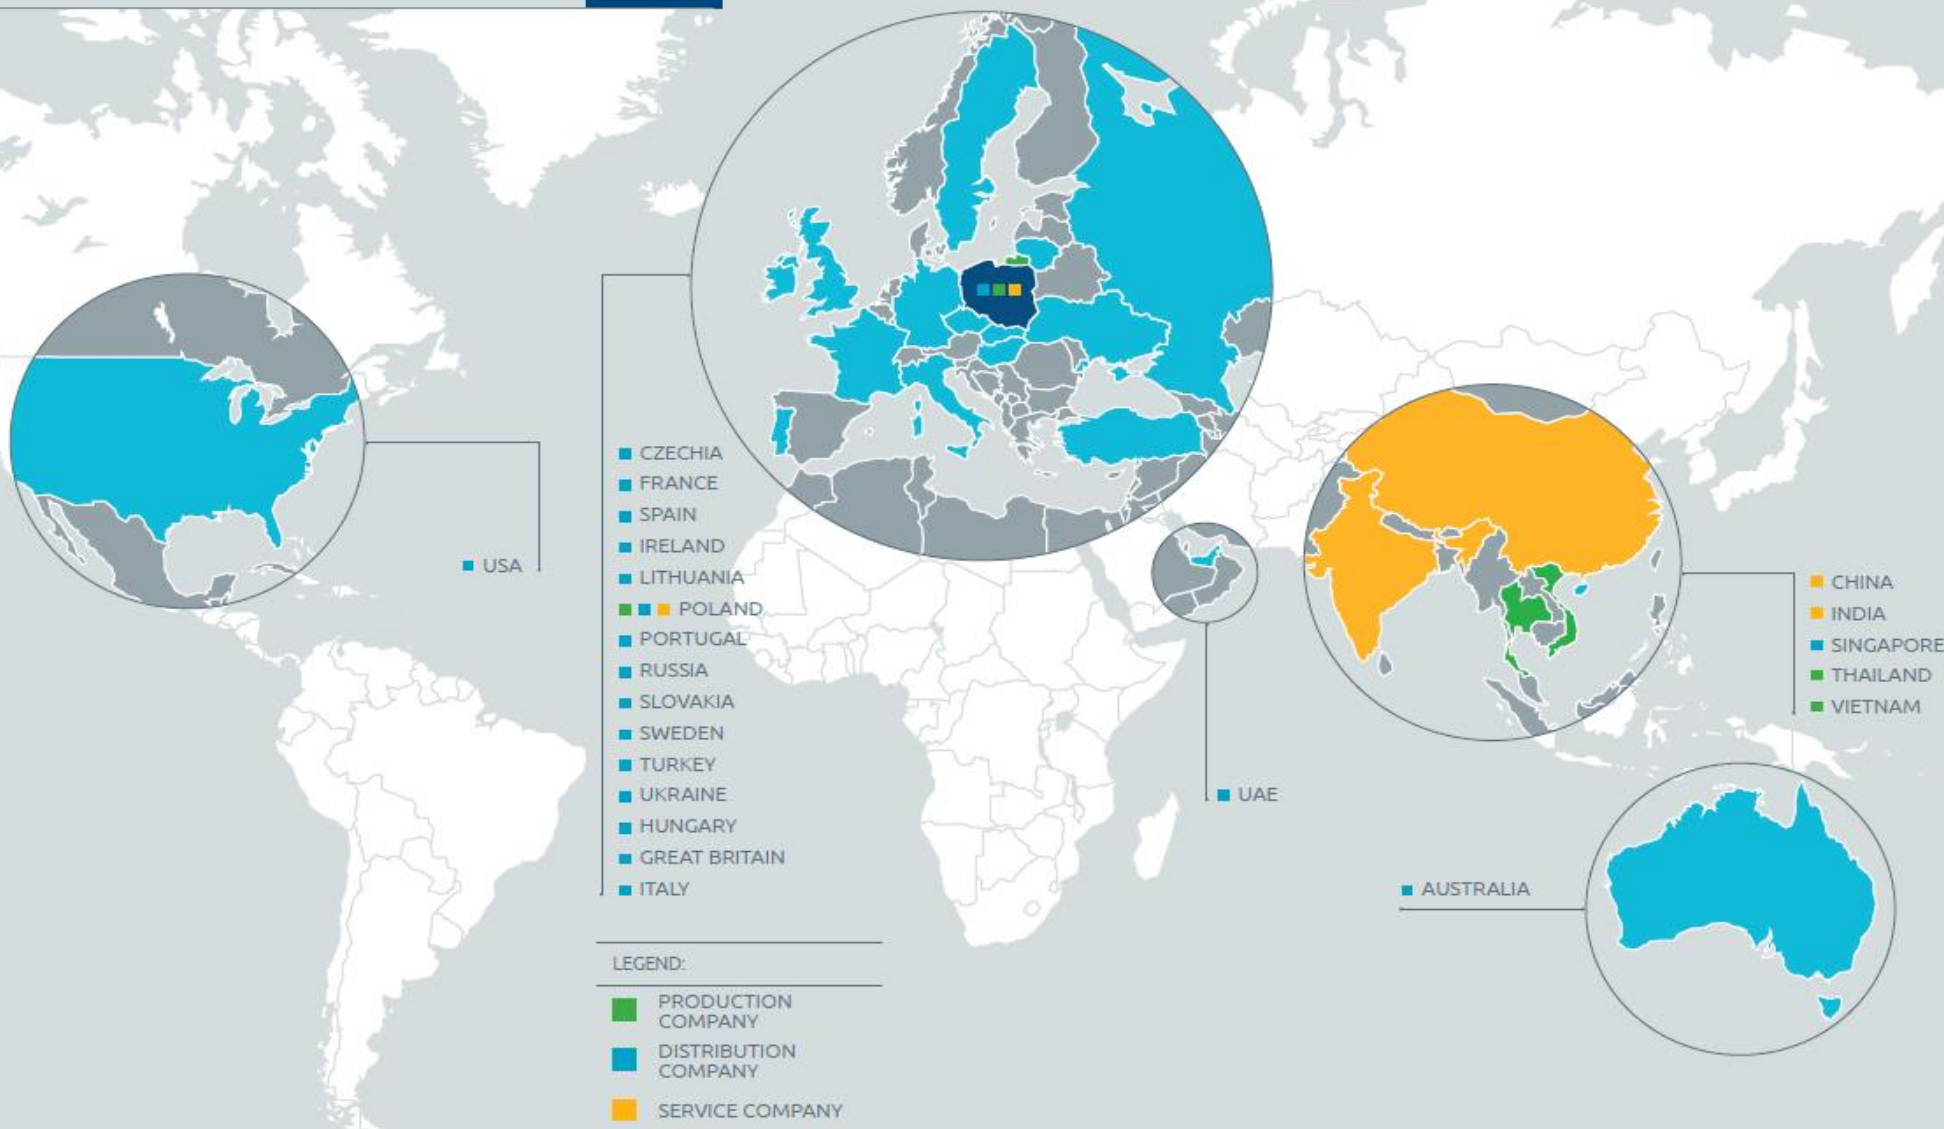 USA
CZECHIA
FRANCE
SPAIN
IRELAND
LITHUANIA
POLAND
PORTUGAL
RUSSIA
SLOVAKIA
SWEDEN
TURKEY
UKRAINE
HUNGARY
GREAT BRITAIN
ITALY
UAE
CHINA
INDIA
SINGAPORE
THAILAND
VIETNAM
AUSTRALIA
LEGEND:
PRODUCTION
COMPANY
DISTRIBUTION
COMPANY
SERVICE COMPANY